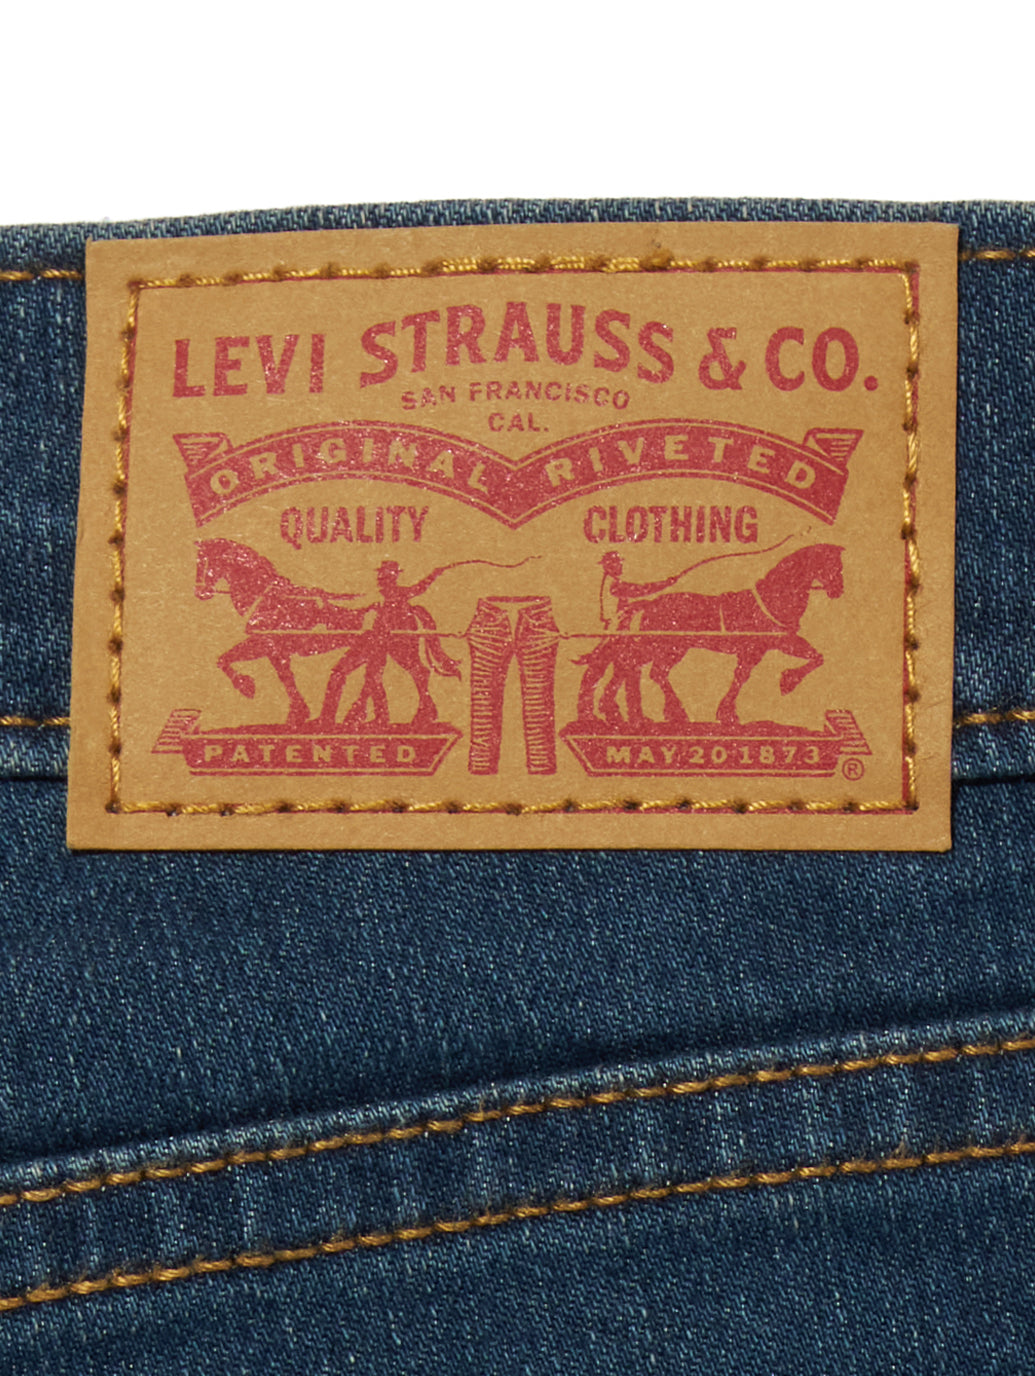 LEVI STRAUSS & CO.
SAN FRANCISCO
CAL.
ORIGINAL RIVETED
QUALITY CLOTHING
PATENTED MAY 20 1873 ®